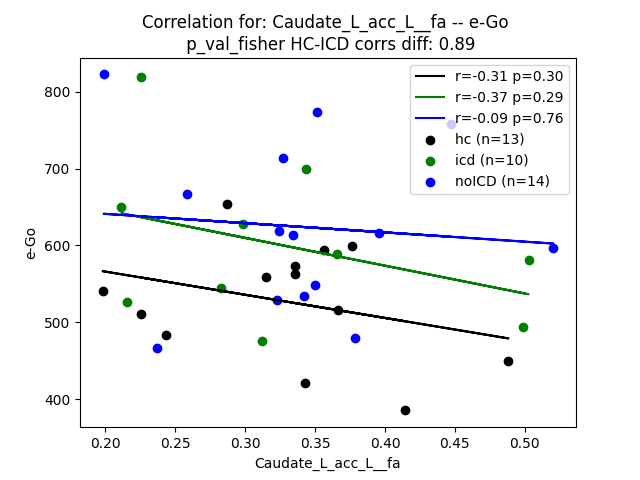 Correlation for: Caudate_L_acc_L__fa -- e-Go
p_val_fisher HC-ICD corrs diff: 0.89
r=-0.31 p=0.30
r=-0.37 p=0.29
r=-0.09 p=0.76
hc (n=13)
icd (n=10)
noICD (n=14)
e-Go
800
700
600
500
400
0.20 0.25 0.30 0.35 0.40 0.45 0.50
Caudate_L_acc_L__fa